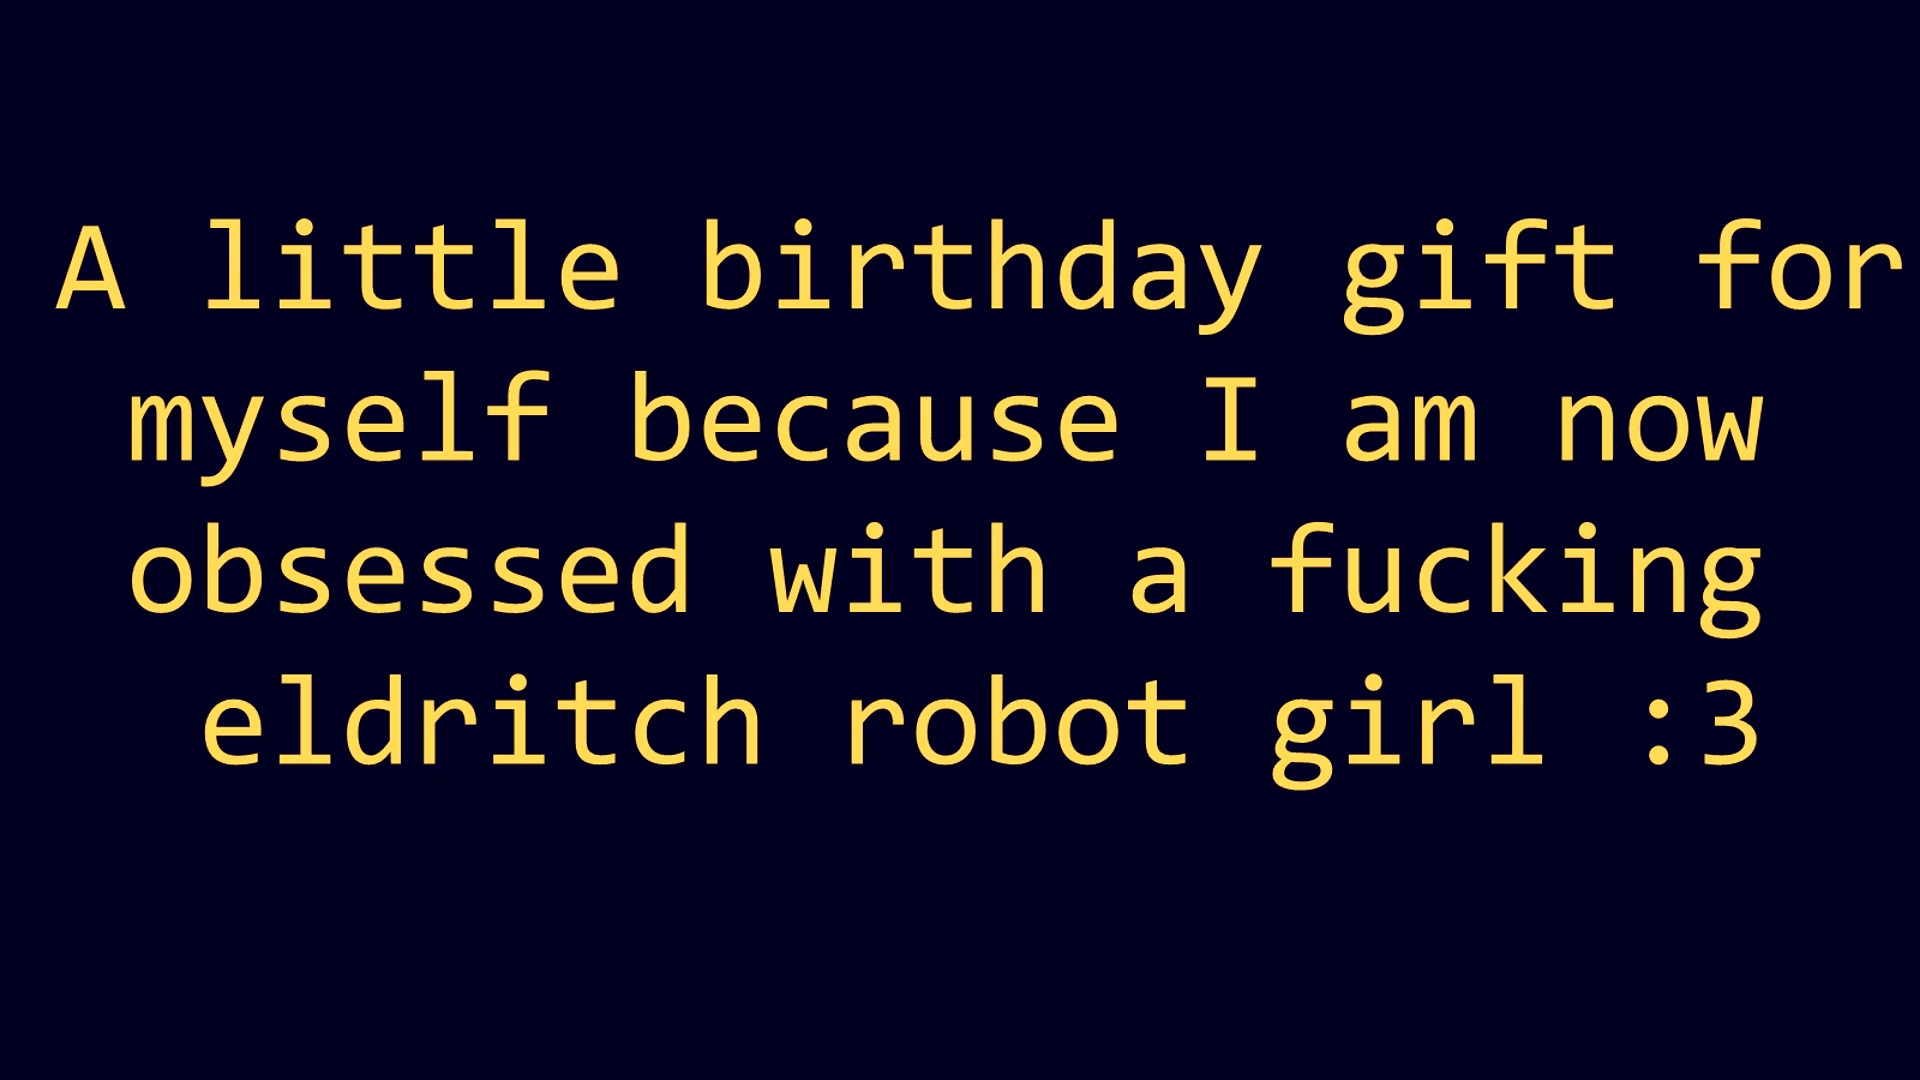 A little birthday gift for
myself because I am now
obsessed with a fucking
eldritch robot girl :3